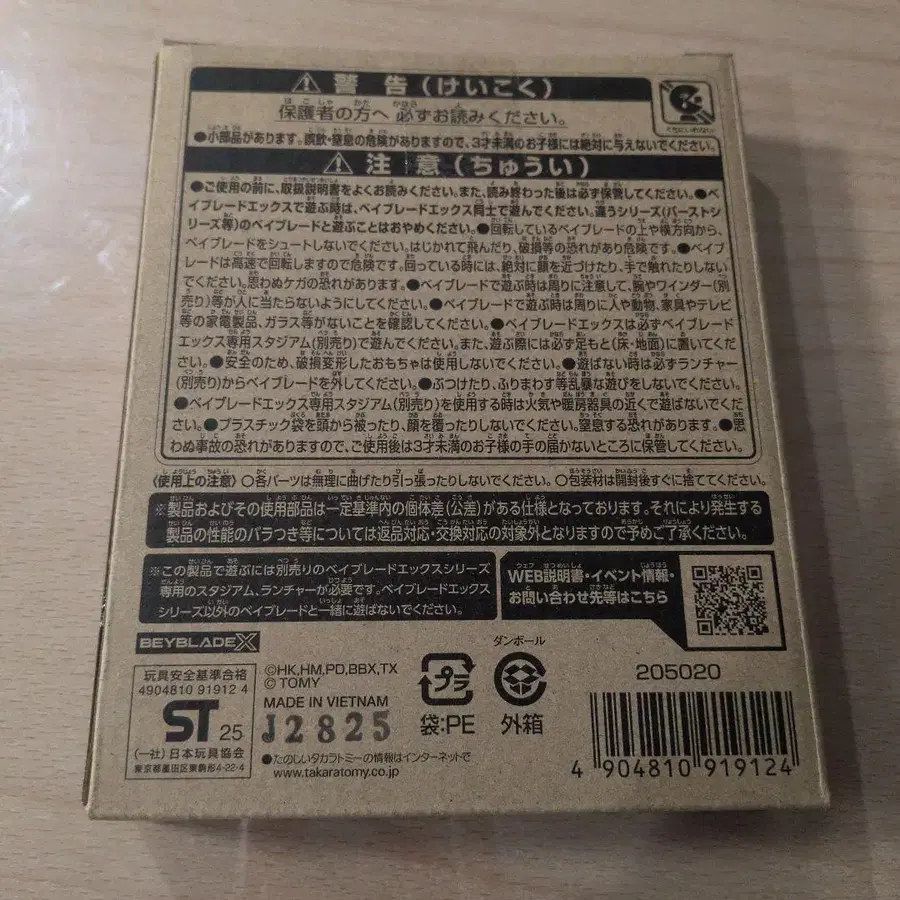 警告(けいこく)
保護者の方へ 必ずお読みください。
●小部品があります。誤飲・窒息の危険がありますので、3才未満のお子様には絶対に与えないでください。
くちにいれない
注意(ちゅうい)
●ご使用の前に、取扱説明書をよくお読みください。また、読み終わった後は必ず保管してください。●ベ
イブレードエックスで遊ぶ時は、ベイブレードエックス同士で遊んでください。違うシリーズ(バーストシ
リーズ等)のベイブレードと遊ぶことはおやめください。●回転しているベイブレードの上や横方向から、
ベイブレードをシュートしないでください。はじかれて飛んだり、破損等の恐れがあり危険です。●ベイブ
レードは高速で回転しますので危険です。回っている時には、絶対に顔を近づけたり、手で触れたりしない
でください。思わぬケガの恐れがあります。●ベイブレードで遊ぶ時は周りに注意して、腕やワインダー(別
売り)等が人に当たらないようにしてください。●ベイブレードで遊ぶ時は周りに人や動物、家具やテレビ
等の家電製品、ガラス等がないことを確認してください。●ベイブレードエックスは必ずベイブレード
エックス専用スタジアム(別売り)で遊んでください。また、遊ぶ際には必ず足もと(床・地面)に置いてくだ
さい。●安全のため、破損変形したおもちゃは使用しないでください。●遊ばない時は必ずランチャー
(別売り)からベイブレードを外してください。●ぶつけたり、ふりまわす等乱暴な遊びをしないでください。
●ベイブレードエックス専用スタジアム(別売り)を使用する時は火気や暖房器具の近くで遊ばないでくだ
さい。●プラスチック袋を頭から被ったり、顔を覆ったりしないでください。窒息する恐れがあります。●思
わぬ事故の恐れがありますので、ご使用後は3才未満のお子様の手の届かないところに保管してください。
〈使用上の注意〉○各パーツは無理に曲げたり引っ張ったりしないでください。○包装材は開封後すぐに捨ててください。
※製品およびその使用部品は一定基準内の個体差(公差)がある仕様となっております。それにより発生する
製品の性能のバラつき等については返品対応・交換対応の対象外となりますので予めご了承ください。
※この製品で遊ぶには別売りのベイブレードエックスシリーズ
専用のスタジアム、ランチャーが必要です。ベイブレードエックス
シリーズ以外のベイブレードと一緒に遊ばないでください。
WEB説明書・イベント情報・
お問い合わせ先等はこちら
BEYBLADE X
玩具安全基準合格
4904810 91912 4
ST 25
(一社)日本玩具協会
東京都墨田区東駒形4-22-4
©HK,HM,PD,BBX,TX
© TOMY
MADE IN VIETNAM
J2825
●たのしいタカラトミーの情報はインターネットで
www.takaratomy.co.jp
プラ
袋:PE
ダンボール
外箱
205020
4 904810 919124